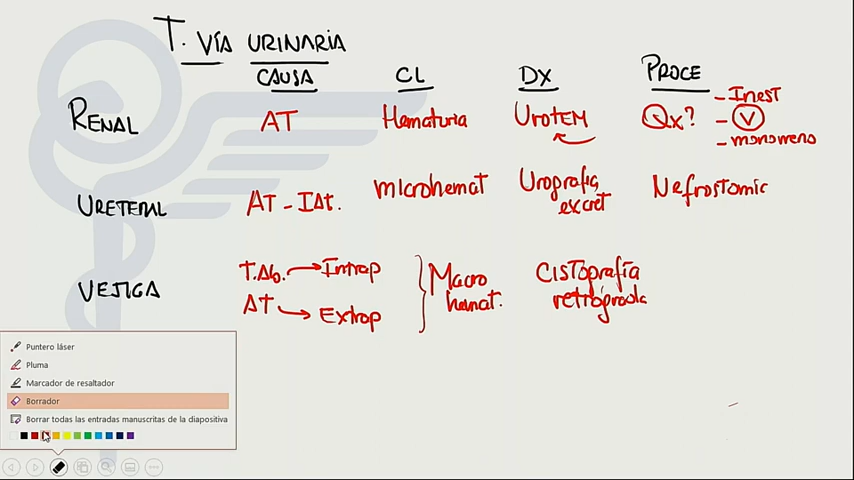 T. VÍA URINARIA
CAUSA CL DX PROCE
RENAL AT Hematuria UroTEM Qx? - Inest
- V
- monorreno
URETERAL AT - IAt. microhemat Urografia excret Nefrostomic
VEJIGA T.Ab. → Intrap
AT → Extrap
Macro hemat.
CISTografía retrógrada
Puntero láser
Pluma
Marcador de resaltador
Borrador
Borrar todas las entradas manuscritas de la diapositiva